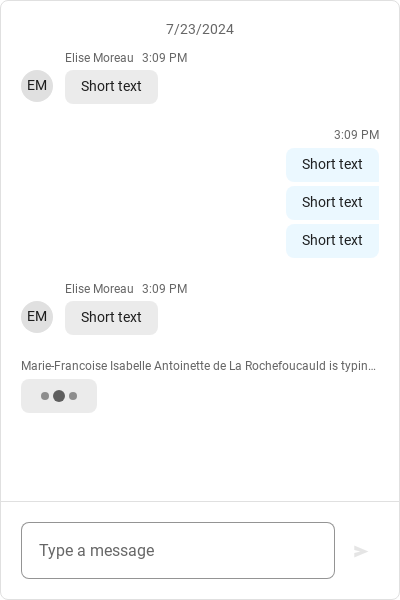 7/23/2024
Elise Moreau 3:09 PM
EM
Short text
3:09 PM
Short text
Short text
Short text
Elise Moreau 3:09 PM
EM
Short text
Marie-Francoise Isabelle Antoinette de La Rochefoucauld is typin...
Type a message